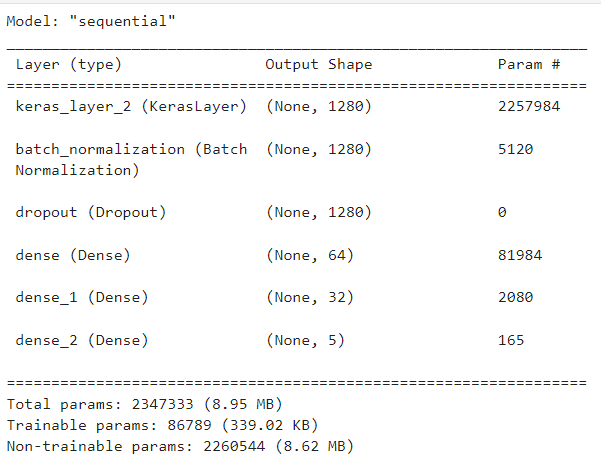 Model: "sequential"
_________________________________________________________________
Layer (type) Output Shape Param #
=================================================================
keras_layer_2 (KerasLayer) (None, 1280) 2257984
batch_normalization (Batch (None, 1280) 5120
Normalization)
dropout (Dropout) (None, 1280) 0
dense (Dense) (None, 64) 81984
dense_1 (Dense) (None, 32) 2080
dense_2 (Dense) (None, 5) 165
=================================================================
Total params: 2347333 (8.95 MB)
Trainable params: 86789 (339.02 KB)
Non-trainable params: 2260544 (8.62 MB)